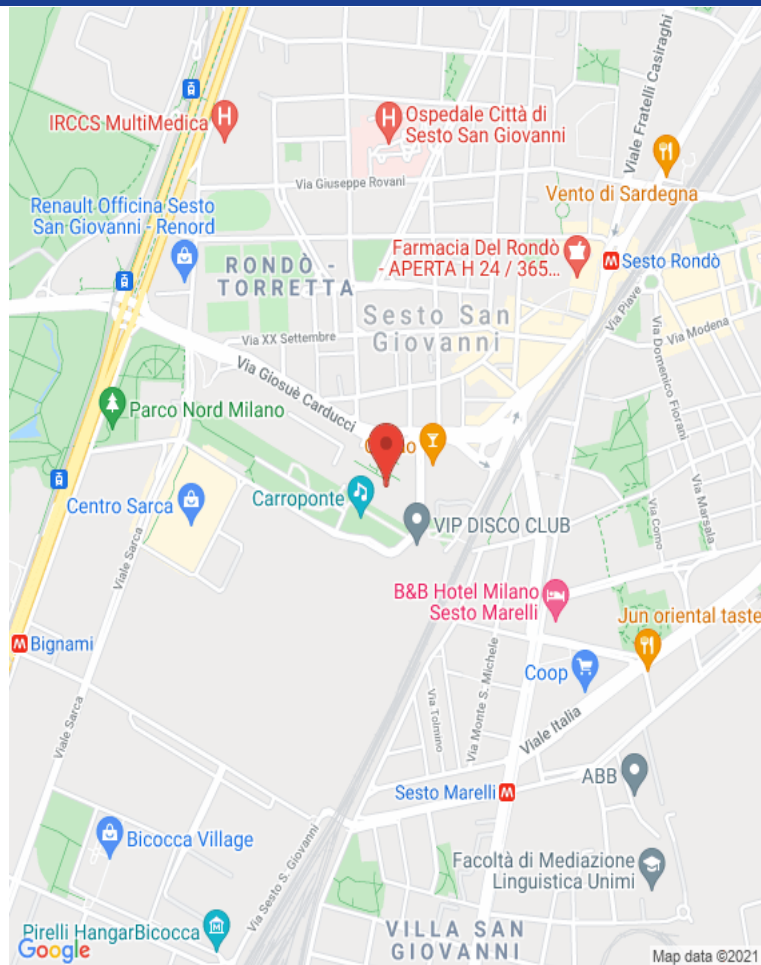 IRCCS MultiMedica
Ospedale Città di
Sesto San Giovanni
Viale Fratelli Casiraghi
Via Giuseppe Rovani
Vento di Sardegna
Renault Officina Sesto
San Giovanni - Renord
RONDÒ -
TORRETTA
Farmacia Del Rondò
- APERTA H 24 / 365...
Sesto Rondò
Via Piave
Sesto San
Giovanni
Via XX Settembre
Via Modena
Via Domenico Fiorani
Via Giosuè Carducci
Parco Nord Milano
Carroponte
Centro Sarca
VIP DISCO CLUB
Via Como
Via Marsala
Viale Sarca
B&B Hotel Milano
Sesto Marelli
Jun oriental taste
Bignami
Coop
Via Monte S. Michele
Via Tolmino
Viale Italia
Viale Sarca
ABB
Sesto Marelli
Bicocca Village
Via Sesto S. Giovanni
Facoltà di Mediazione
Linguistica Unimi
Pirelli HangarBicocca
VILLA SAN
GIOVANNI
Google
Map data ©2021